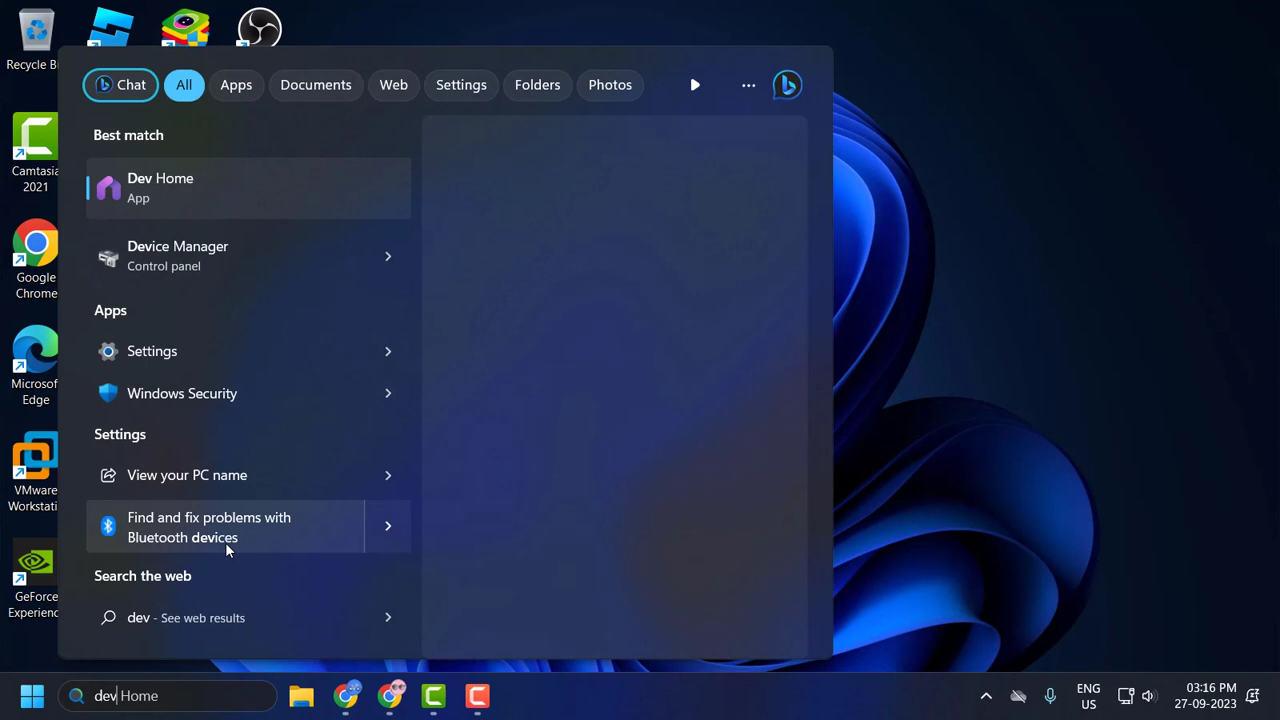 Recycle Bi
Chat
All
Apps
Documents
Web
Settings
Folders
Photos
Best match
Dev Home
App
Device Manager
Control panel
Apps
Settings
Windows Security
Settings
View your PC name
Find and fix problems with
Bluetooth devices
Search the web
dev - See web results
Camtasia
2021
Google
Chrome
Microsof
Edge
VMware
Workstati
GeForce
Experienc
dev Home
ENG
US
03:16 PM
27-09-2023